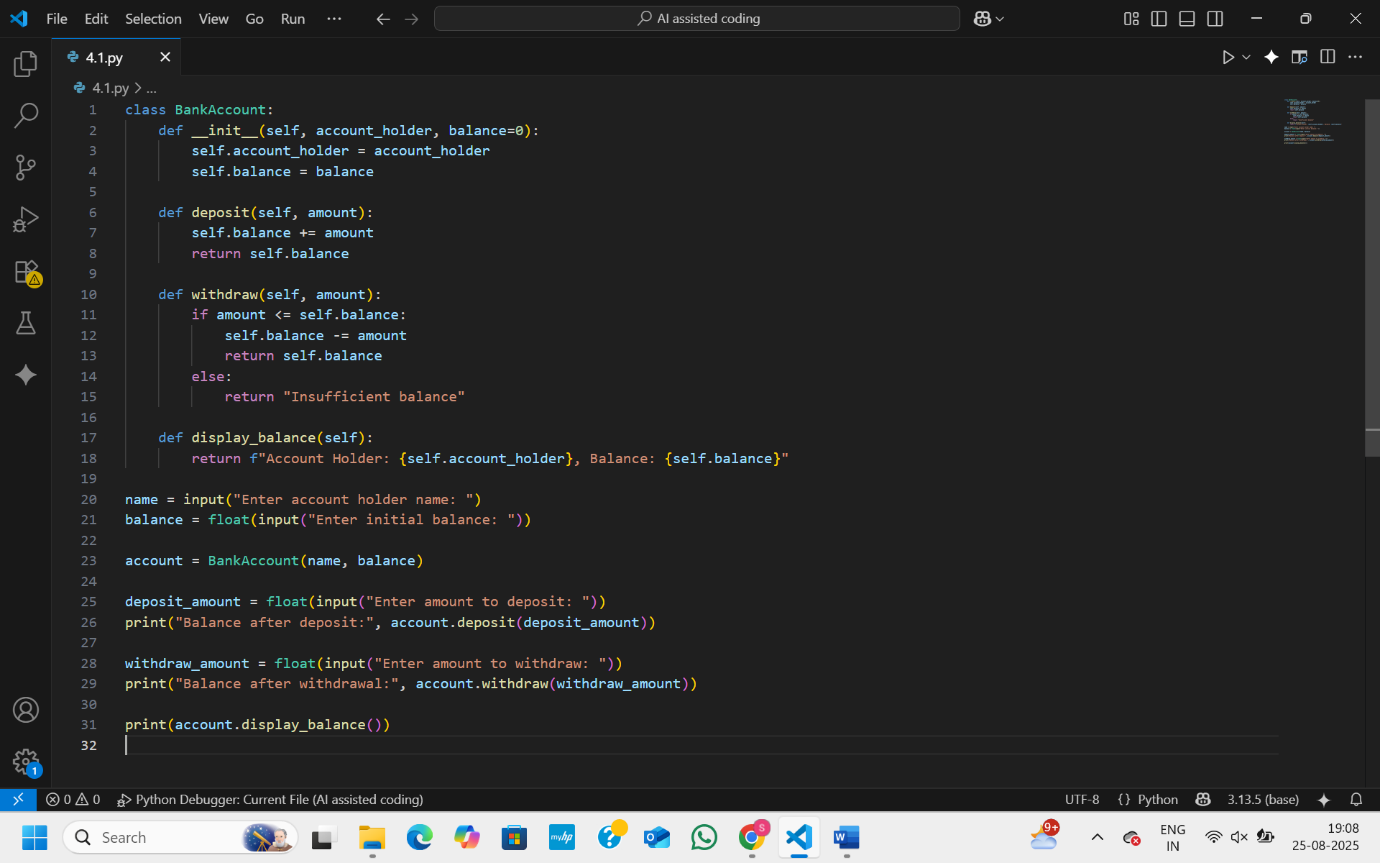 File Edit Selection View Go Run ··· AI assisted coding
4.1.py
4.1.py > ...
1 class BankAccount:
2     def __init__(self, account_holder, balance=0):
3         self.account_holder = account_holder
4         self.balance = balance
5
6     def deposit(self, amount):
7         self.balance += amount
8         return self.balance
9
10     def withdraw(self, amount):
11         if amount <= self.balance:
12             self.balance -= amount
13             return self.balance
14         else:
15             return "Insufficient balance"
16
17     def display_balance(self):
18         return f"Account Holder: {self.account_holder}, Balance: {self.balance}"
19
20 name = input("Enter account holder name: ")
21 balance = float(input("Enter initial balance: "))
22
23 account = BankAccount(name, balance)
24
25 deposit_amount = float(input("Enter amount to deposit: "))
26 print("Balance after deposit:", account.deposit(deposit_amount))
27
28 withdraw_amount = float(input("Enter amount to withdraw: "))
29 print("Balance after withdrawal:", account.withdraw(withdraw_amount))
30
31 print(account.display_balance())
32
1
0 0 Python Debugger: Current File (AI assisted coding) UTF-8 {} Python 3.13.5 (base)
Search myhp S 9+ ENG 19:08
IN 25-08-2025